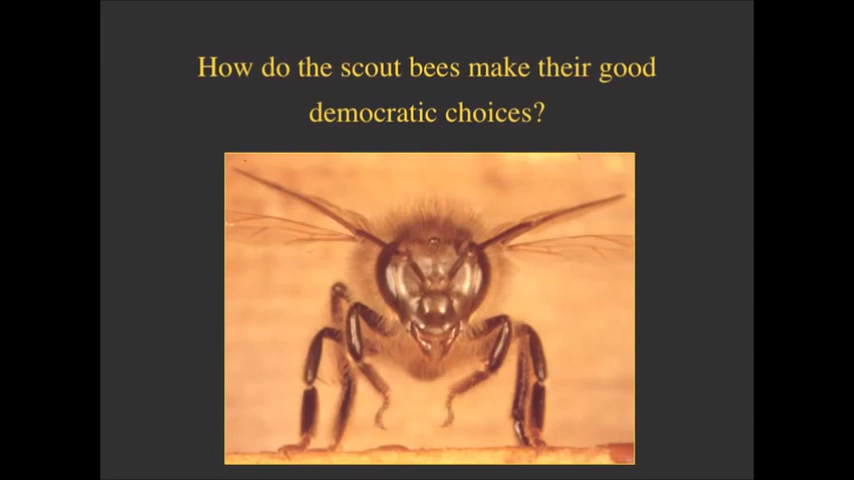 How do the scout bees make their good
democratic choices?